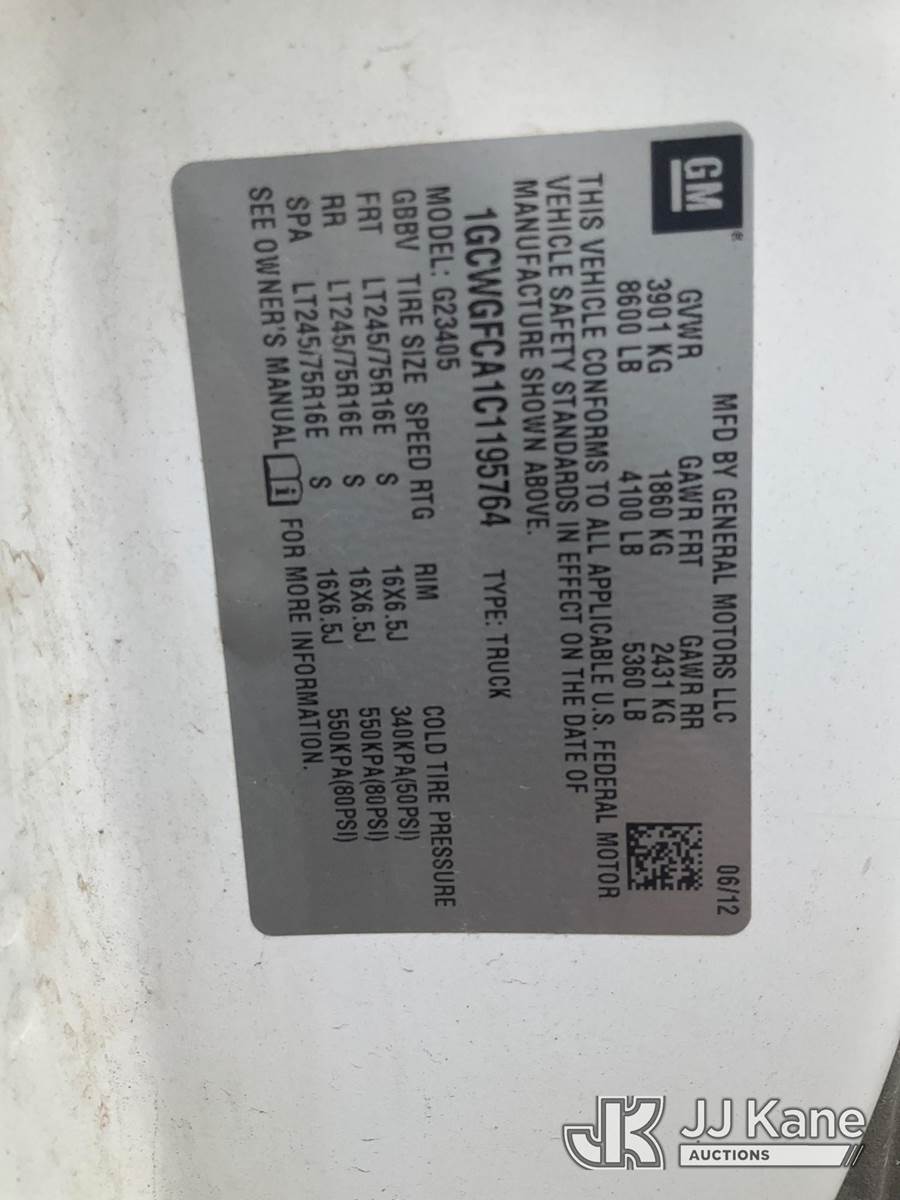 GM®
MFD BY GENERAL MOTORS LLC 06/12
GVWR GAWR FRT GAWR RR
3901 KG 1860 KG 2431 KG
8600 LB 4100 LB 5360 LB
THIS VEHICLE CONFORMS TO ALL APPLICABLE U.S. FEDERAL MOTOR
VEHICLE SAFETY STANDARDS IN EFFECT ON THE DATE OF
MANUFACTURE SHOWN ABOVE.
1GCWGFCA1C1195764 TYPE: TRUCK
MODEL: G23405
GBBV TIRE SIZE SPEED RTG RIM COLD TIRE PRESSURE
FRT LT245/75R16E S 16X6.5J 340KPA(50PSI)
RR LT245/75R16E S 16X6.5J 550KPA(80PSI)
SPA LT245/75R16E S 16X6.5J 550KPA(80PSI)
SEE OWNER'S MANUAL i FOR MORE INFORMATION.
JK JJ Kane
AUCTIONS